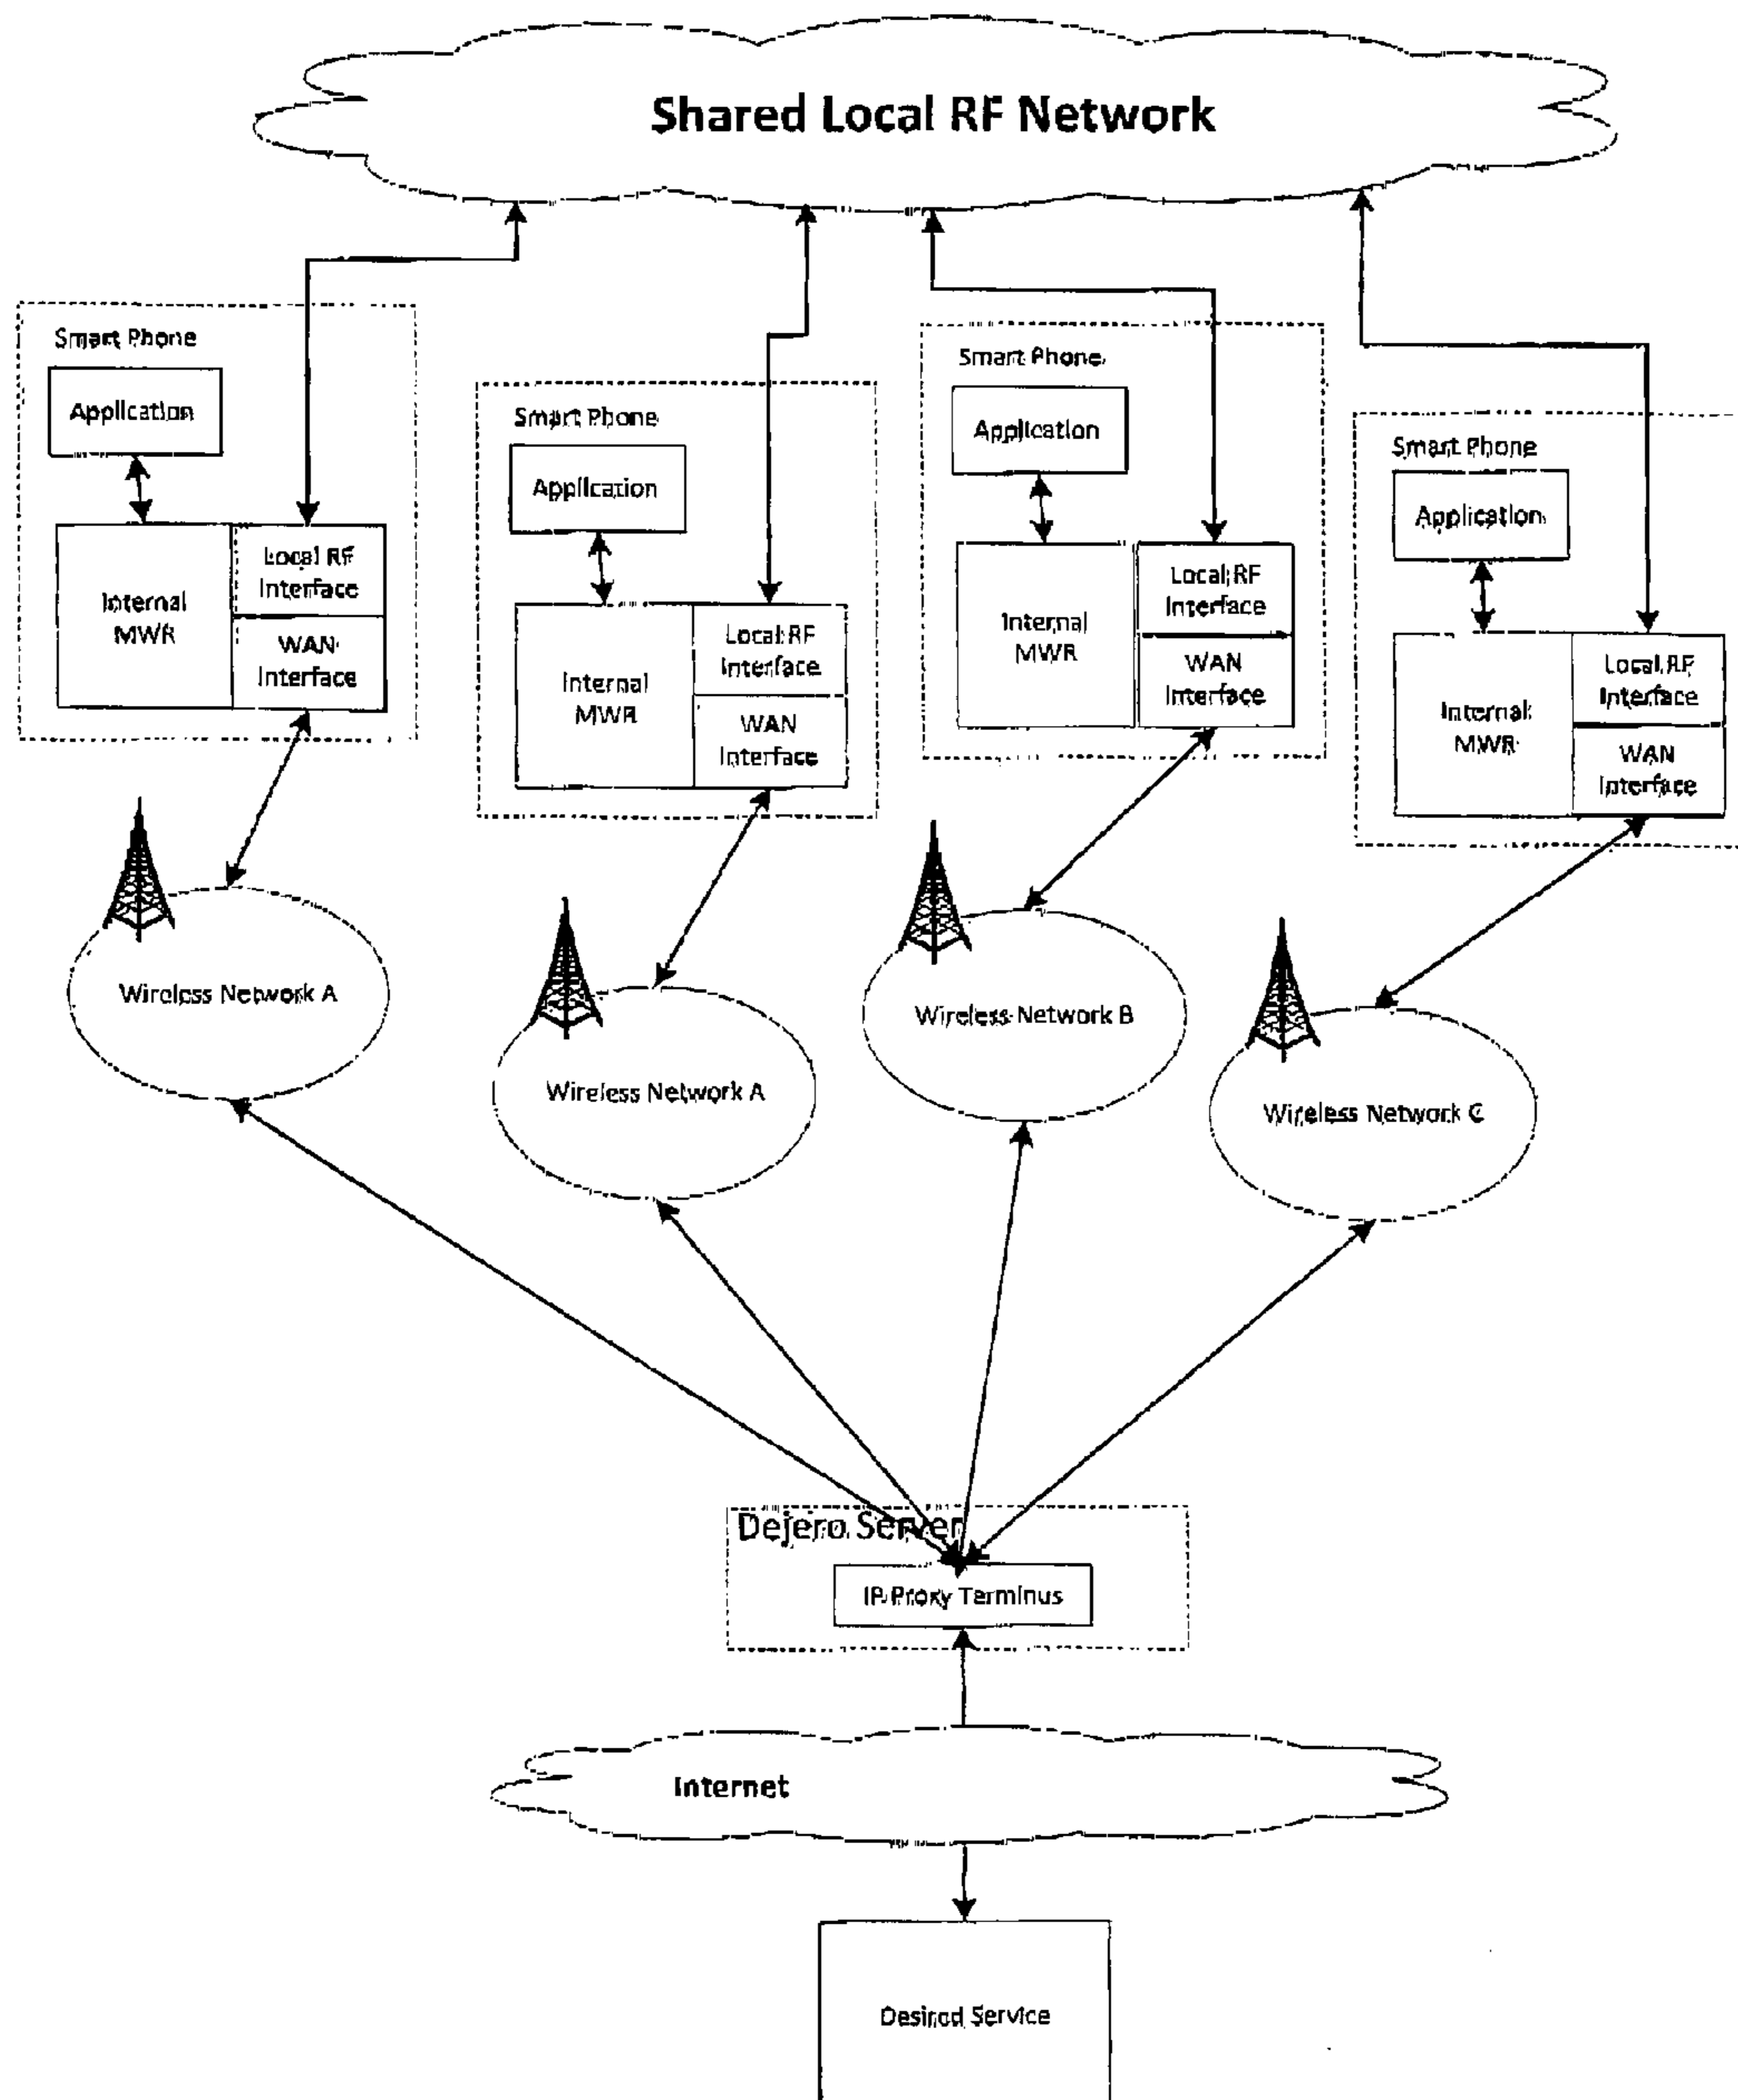 Shared Local RF Network
Smart Phone
Application
Internal
MWR
Local RF
Interface
WAN
Interface
Smart Phone
Application
Internal
MWR
Local RF
Interface
WAN
Interface
Smart Phone
Application
Internal
MWR
Local RF
Interface
WAN
Interface
Smart Phone
Application
Internal
MWR
Local RF
Interface
WAN
Interface
Wireless Network A
Wireless Network A
Wireless Network B
Wireless Network C
Dejero Server
IP Proxy Terminus
Internet
Desired Service